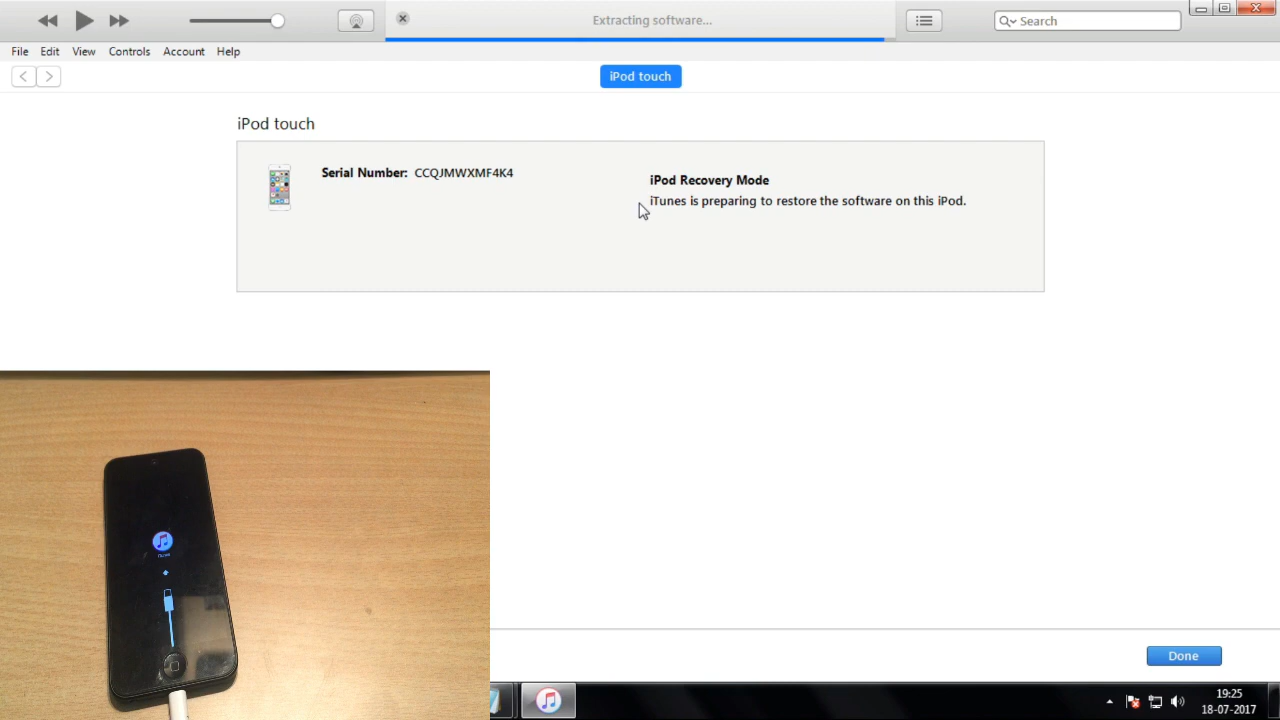 Extracting software...
Search
File Edit View Controls Account Help
iPod touch
iPod touch
Serial Number: CCQJMWXMF4K4
iPod Recovery Mode
iTunes is preparing to restore the software on this iPod.
iTunes
Done
19:25
18-07-2017